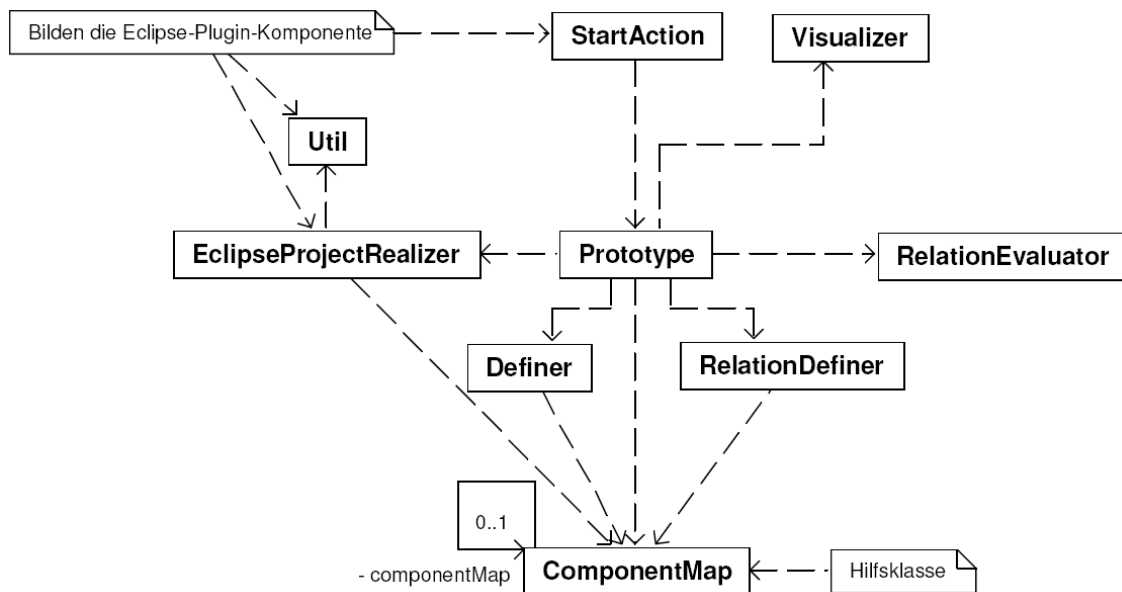 Bilden die Eclipse-Plugin-Komponente
StartAction
Visualizer
Util
EclipseProjectRealizer
Prototype
RelationEvaluator
Definer
RelationDefiner
0..1
- componentMap
ComponentMap
Hilfsklasse